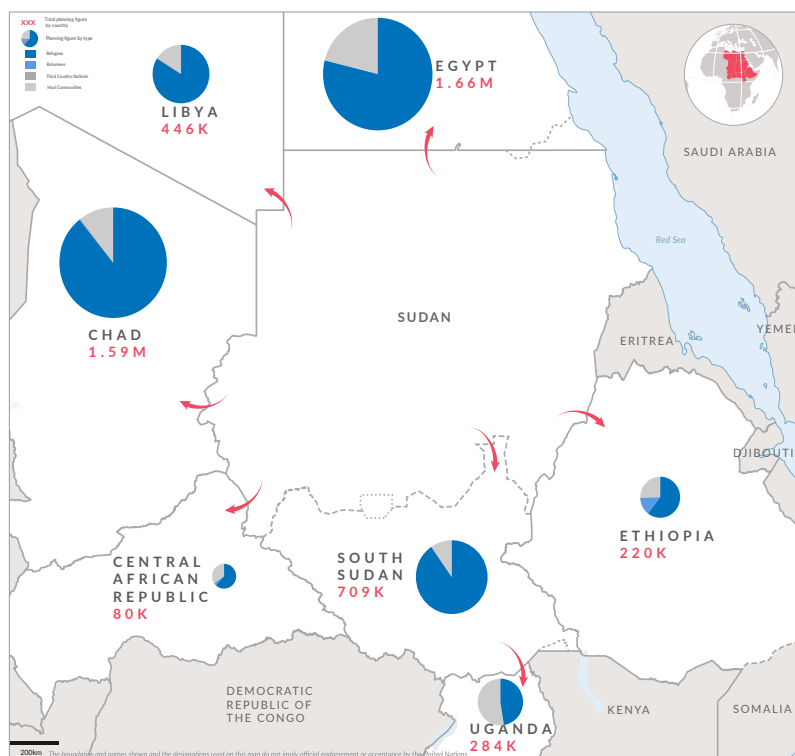 XXX
Total planning figure
by country
Planning figure by type
Refugees
Returnees
Third Country Nationals
Host Communities
LIBYA
446K
EGYPT
1.66M
SAUDI ARABIA
Red Sea
CHAD
1.59M
SUDAN
ERITREA
YEME
DJIBOUTI
ETHIOPIA
220K
CENTRAL
AFRICAN
REPUBLIC
80K
SOUTH
SUDAN
709K
DEMOCRATIC
REPUBLIC OF
THE CONGO
UGANDA
284K
KENYA
SOMALIA
200km
The boundaries and names shown and the designations used on this map do not imply official endorsement or acceptance by the United Nations